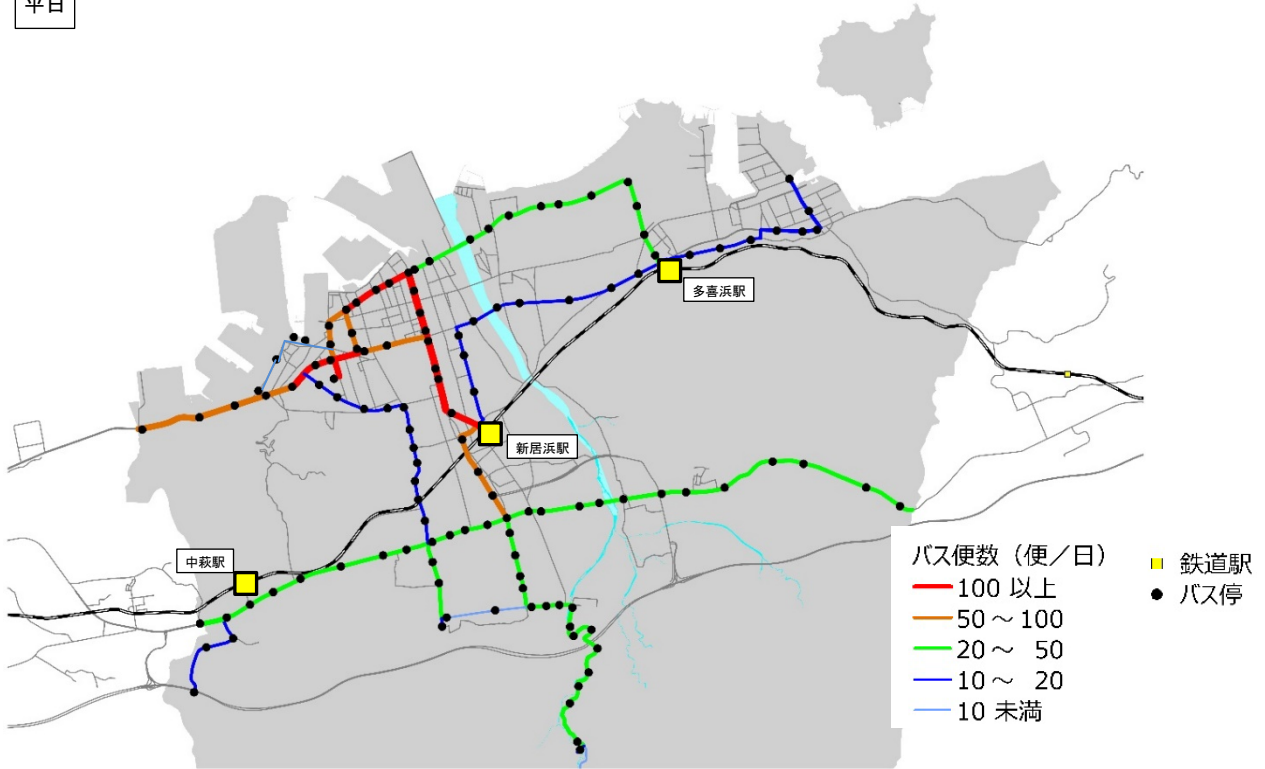 平日
多喜浜駅
新居浜駅
中萩駅
バス便数（便／日）
100 以上
50 ～ 100
20 ～ 50
10 ～ 20
10 未満
鉄道駅
バス停